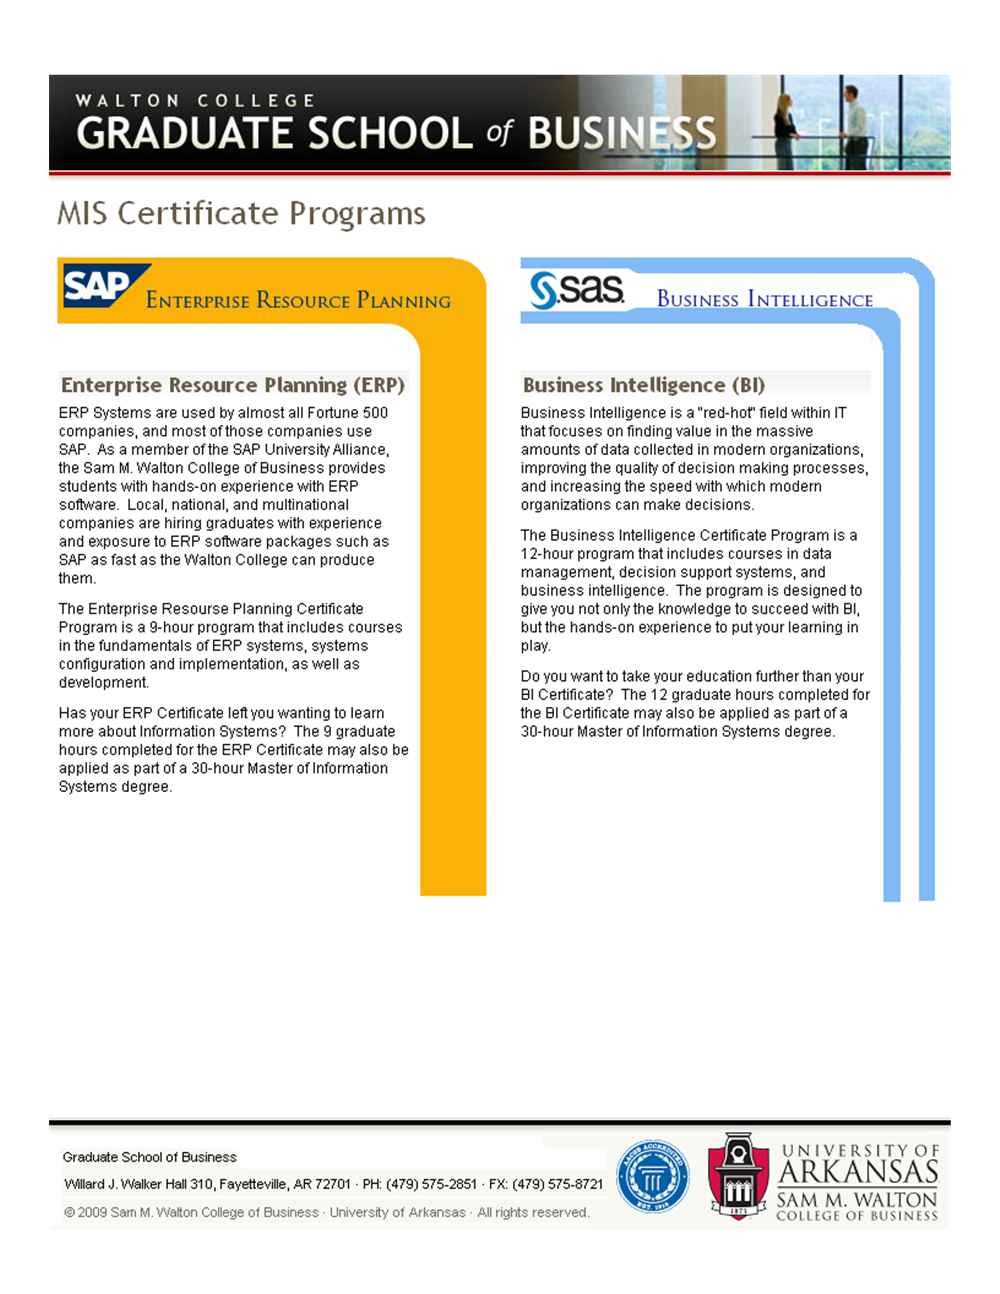 WALTON COLLEGE
GRADUATE SCHOOL of BUSINESS
MIS Certificate Programs
SAP
ENTERPRISE RESOURCE PLANNING
Enterprise Resource Planning (ERP)
ERP Systems are used by almost all Fortune 500
companies, and most of those companies use
SAP.  As a member of the SAP University Alliance,
the Sam M. Walton College of Business provides
students with hands-on experience with ERP
software.  Local, national, and multinational
companies are hiring graduates with experience
and exposure to ERP software packages such as
SAP as fast as the Walton College can produce
them.
The Enterprise Resourse Planning Certificate
Program is a 9-hour program that includes courses
in the fundamentals of ERP systems, systems
configuration and implementation, as well as
development.
Has your ERP Certificate left you wanting to learn
more about Information Systems?  The 9 graduate
hours completed for the ERP Certificate may also be
applied as part of a 30-hour Master of Information
Systems degree.
sas.
BUSINESS INTELLIGENCE
Business Intelligence (BI)
Business Intelligence is a "red-hot" field within IT
that focuses on finding value in the massive
amounts of data collected in modern organizations,
improving the quality of decision making processes,
and increasing the speed with which modern
organizations can make decisions.
The Business Intelligence Certificate Program is a
12-hour program that includes courses in data
management, decision support systems, and
business intelligence.  The program is designed to
give you not only the knowledge to succeed with BI,
but the hands-on experience to put your learning in
play.
Do you want to take your education further than your
BI Certificate?  The 12 graduate hours completed for
the BI Certificate may also be applied as part of a
30-hour Master of Information Systems degree.
Graduate School of Business
Willard J. Walker Hall 310, Fayetteville, AR 72701 · PH: (479) 575-2851 · FX: (479) 575-8721
© 2009 Sam M. Walton College of Business · University of Arkansas · All rights reserved.
AACSB ACCREDITED
EST. 1916
1871
UNIVERSITY OF
ARKANSAS
SAM M. WALTON
COLLEGE OF BUSINESS